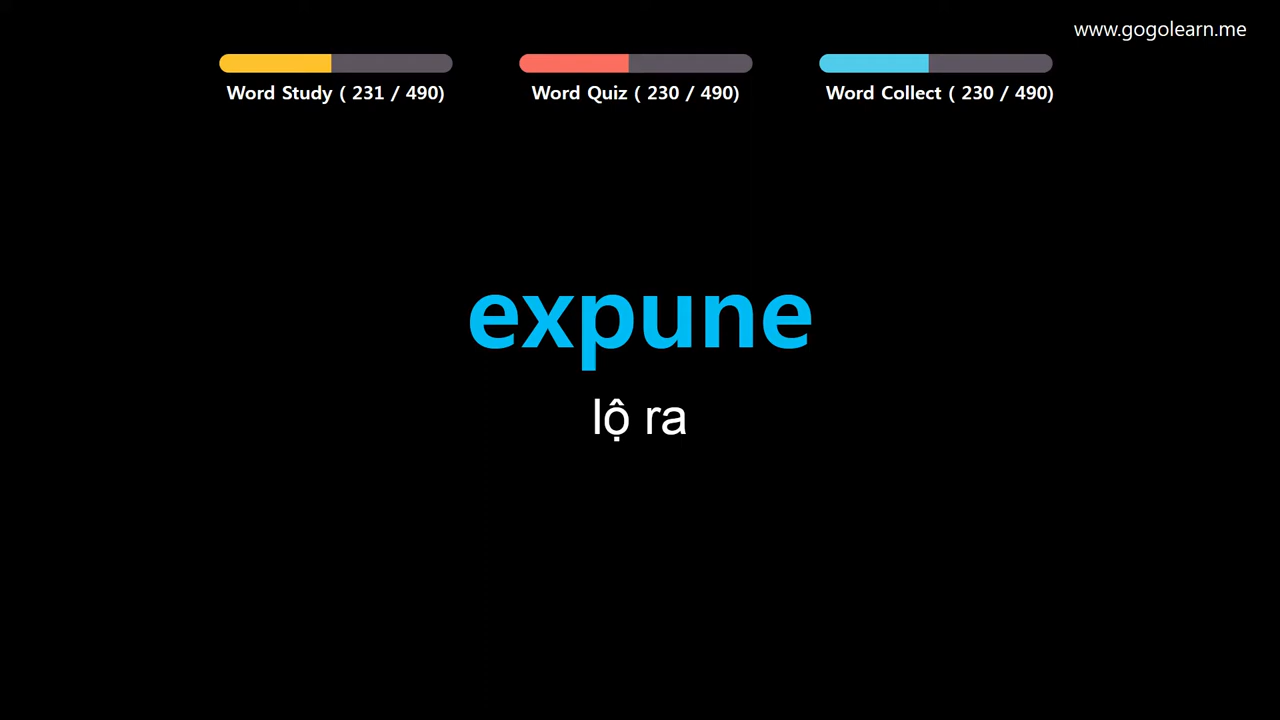 www.gogolearn.me
Word Study ( 231 / 490)
Word Quiz ( 230 / 490)
Word Collect ( 230 / 490)
expune
lộ ra